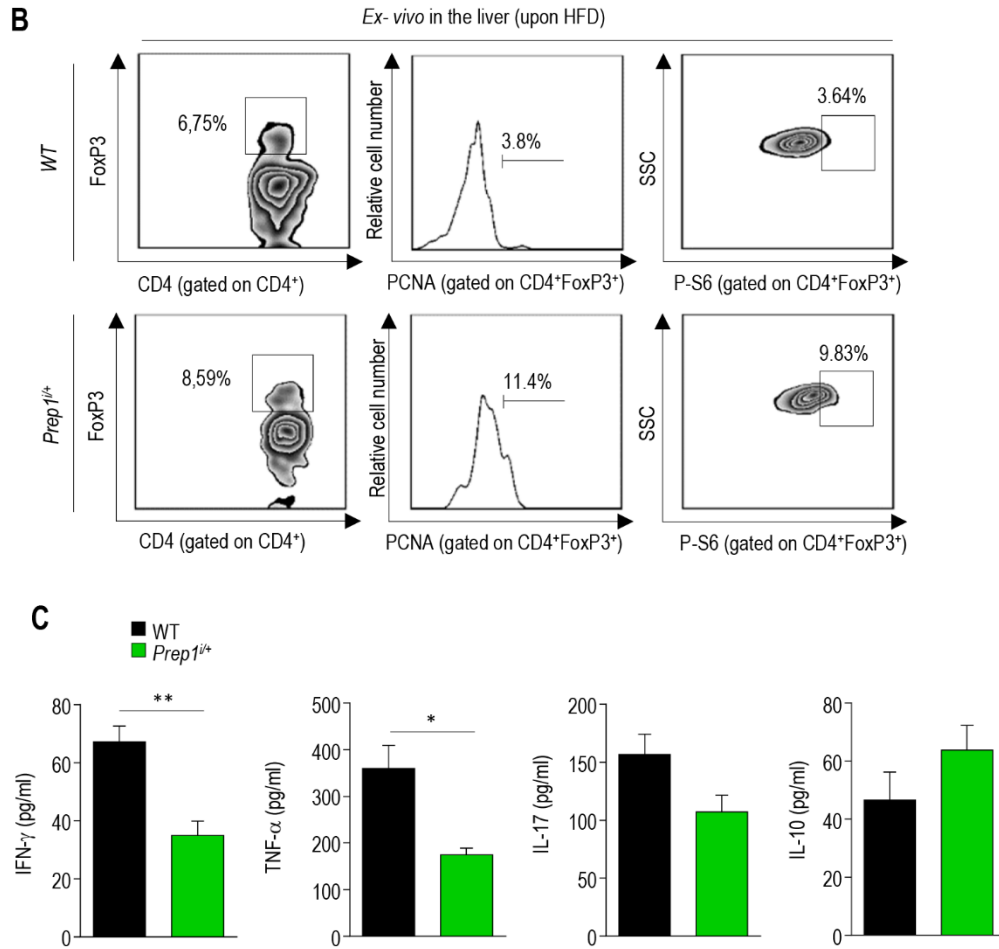 B
Ex- vivo in the liver (upon HFD)
WT
FoxP3
6,75%
CD4 (gated on CD4⁺)
Relative cell number
3.8%
PCNA (gated on CD4⁺FoxP3⁺)
SSC
3.64%
P-S6 (gated on CD4⁺FoxP3⁺)
Prep1ⁱ/⁺
FoxP3
8,59%
CD4 (gated on CD4⁺)
Relative cell number
11.4%
PCNA (gated on CD4⁺FoxP3⁺)
SSC
9.83%
P-S6 (gated on CD4⁺FoxP3⁺)
C
WT
Prep1ⁱ/⁺
IFN-γ (pg/ml)
80
60
40
20
0
**
TNF-α (pg/ml)
500
400
300
200
100
0
*
IL-17 (pg/ml)
200
150
100
50
0
IL-10 (pg/ml)
80
60
40
20
0